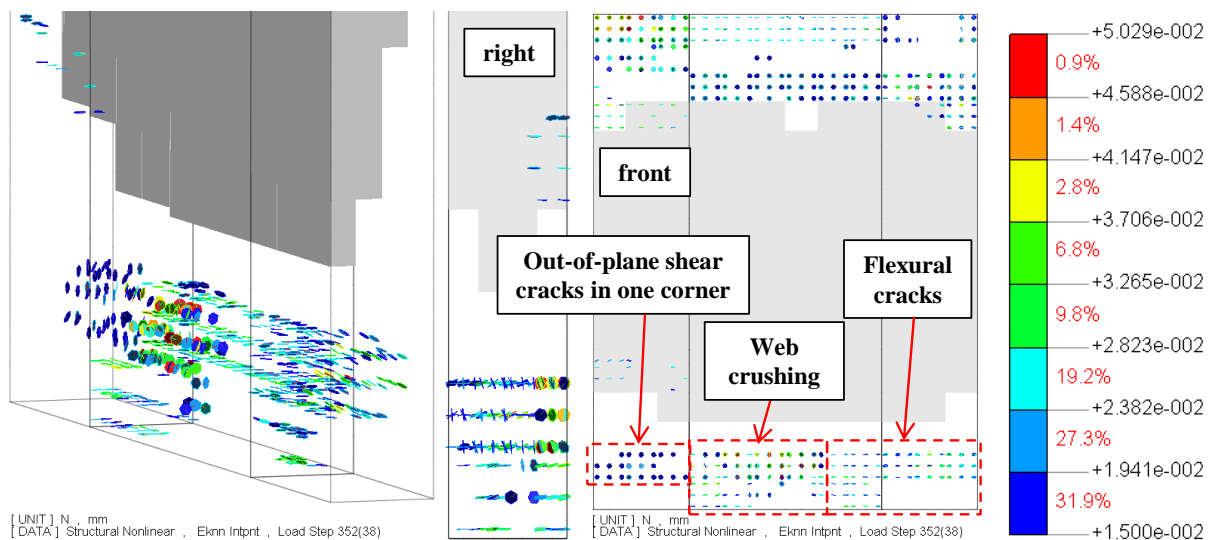 right
front
Out-of-plane shear
cracks in one corner
Web
crushing
Flexural
cracks
[ UNIT ] N , mm
[ DATA ] Structural Nonlinear , Eknn Intpnt , Load Step 352(38)
[ UNIT ] N , mm
[ DATA ] Structural Nonlinear , Eknn Intpnt , Load Step 352(38)
+5.029e-002
0.9%
+4.588e-002
1.4%
+4.147e-002
2.8%
+3.706e-002
6.8%
+3.265e-002
9.8%
+2.823e-002
19.2%
+2.382e-002
27.3%
+1.941e-002
31.9%
+1.500e-002